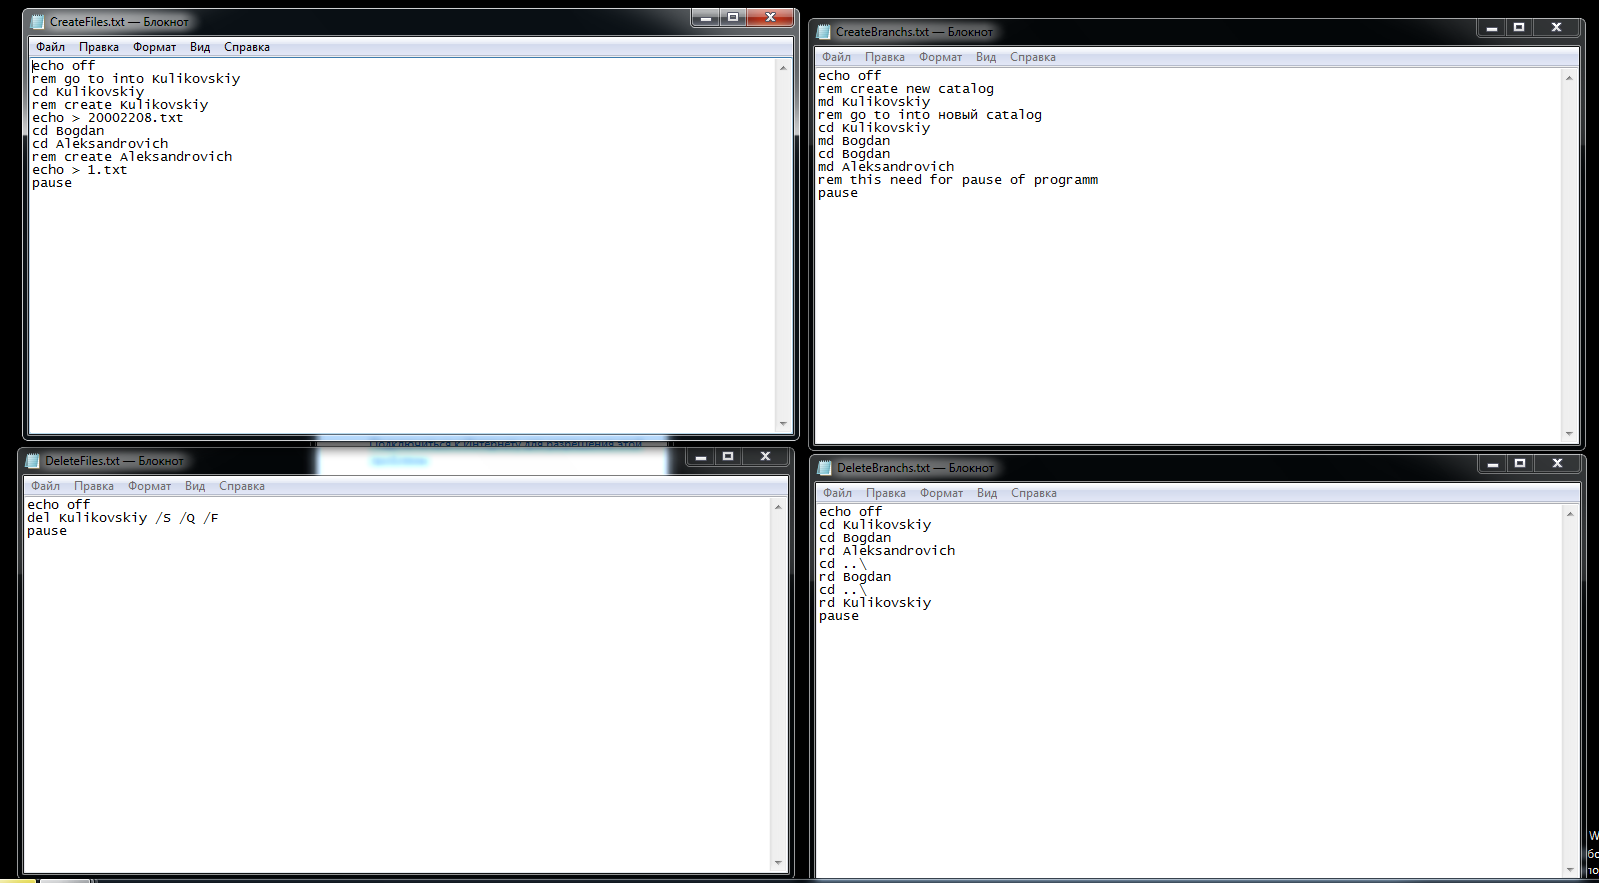 CreateFiles.txt — Блокнот
Файл Правка Формат Вид Справка
echo off
rem go to into Kulikovskiy
cd Kulikovskiy
rem create Kulikovskiy
echo > 20002208.txt
cd Bogdan
cd Aleksandrovich
rem create Aleksandrovich
echo > 1.txt
pause
CreateBranchs.txt — Блокнот
Файл Правка Формат Вид Справка
echo off
rem create new catalog
md Kulikovskiy
rem go to into новый catalog
cd Kulikovskiy
md Bogdan
cd Bogdan
md Aleksandrovich
rem this need for pause of programm
pause
Подключиться к Интернету для разрешения этой
DeleteFiles.txt — Блокнот
Файл Правка Формат Вид Справка
echo off
del Kulikovskiy /S /Q /F
pause
DeleteBranchs.txt — Блокнот
Файл Правка Формат Вид Справка
echo off
cd Kulikovskiy
cd Bogdan
rd Aleksandrovich
cd ..\
rd Bogdan
cd ..\
rd Kulikovskiy
pause